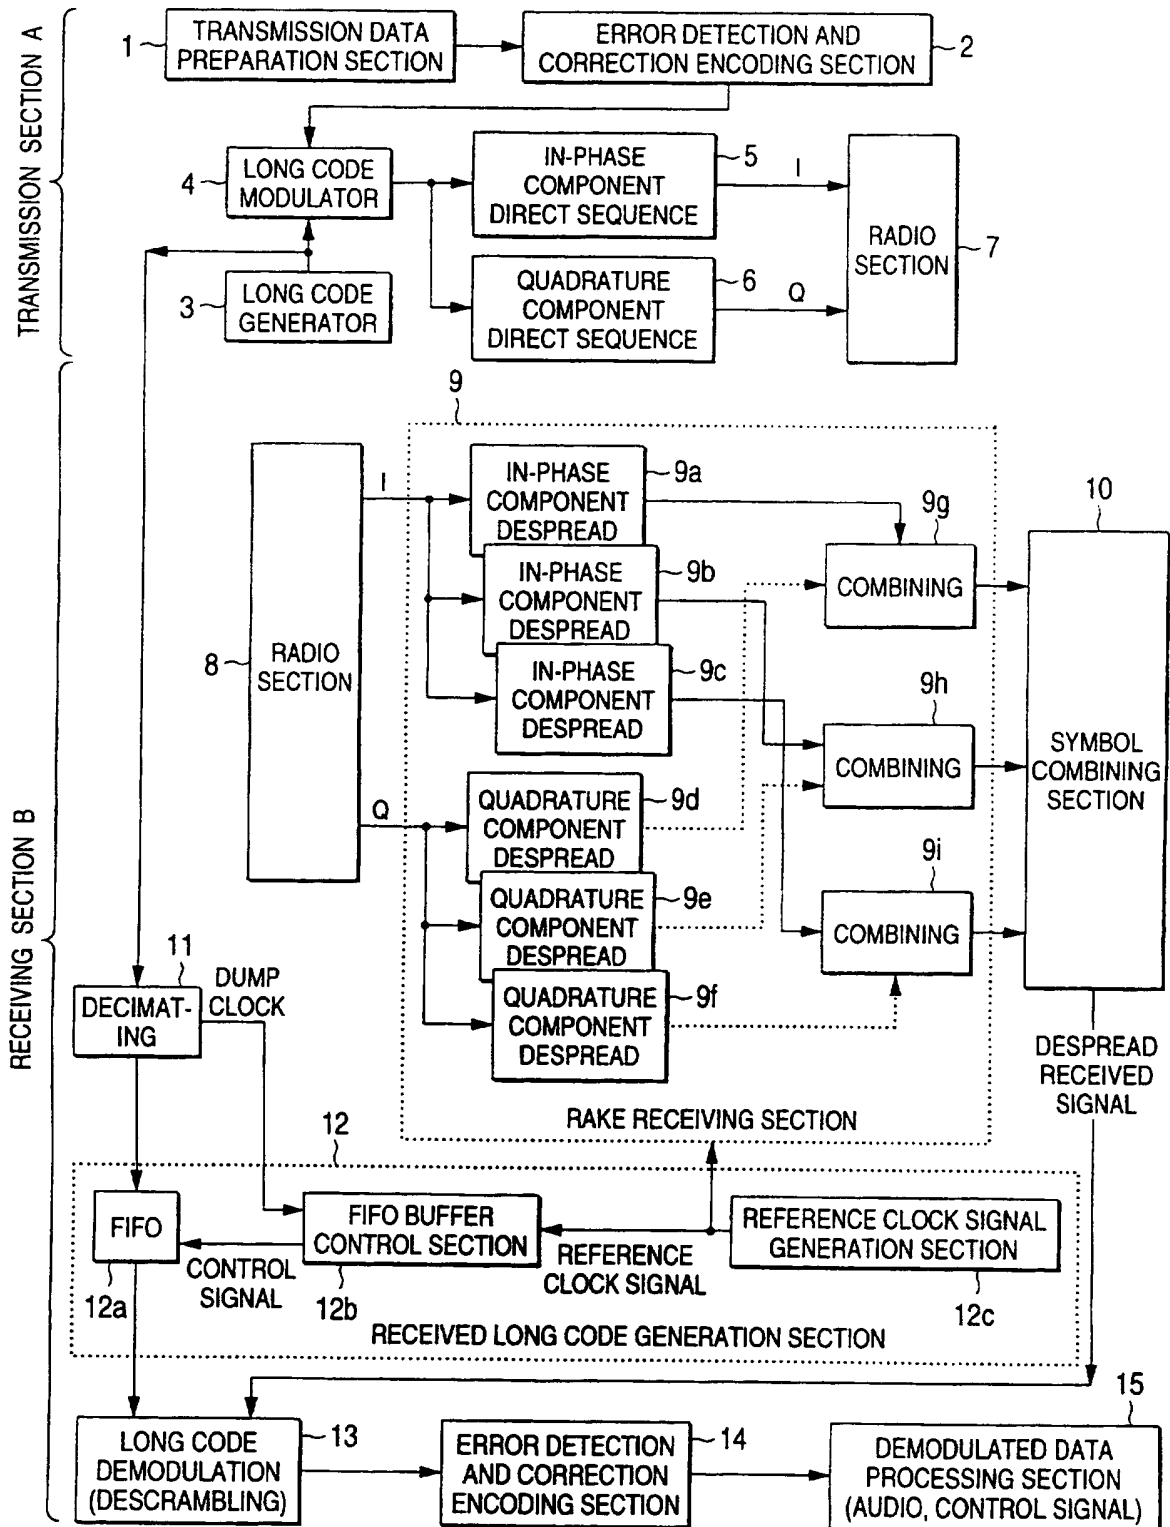 TRANSMISSION SECTION A
1
TRANSMISSION DATA
PREPARATION SECTION
ERROR DETECTION AND
CORRECTION ENCODING SECTION
2
4
LONG CODE
MODULATOR
IN-PHASE
COMPONENT
DIRECT SEQUENCE
5
I
RADIO
SECTION
7
3
LONG CODE
GENERATOR
QUADRATURE
COMPONENT
DIRECT SEQUENCE
6
Q
RECEIVING SECTION B
9
8
RADIO
SECTION
I
IN-PHASE
COMPONENT
DESPREAD
9a
IN-PHASE
COMPONENT
DESPREAD
9b
IN-PHASE
COMPONENT
DESPREAD
9c
Q
QUADRATURE
COMPONENT
DESPREAD
9d
QUADRATURE
COMPONENT
DESPREAD
9e
QUADRATURE
COMPONENT
DESPREAD
9f
9g
COMBINING
9h
COMBINING
9i
COMBINING
10
SYMBOL
COMBINING
SECTION
RAKE RECEIVING SECTION
11
DECIMAT-
ING
DUMP
CLOCK
DESPREAD
RECEIVED
SIGNAL
12
FIFO
12a
CONTROL
SIGNAL
FIFO BUFFER
CONTROL SECTION
12b
REFERENCE
CLOCK SIGNAL
REFERENCE CLOCK SIGNAL
GENERATION SECTION
12c
RECEIVED LONG CODE GENERATION SECTION
LONG CODE
DEMODULATION
(DESCRAMBLING)
13
ERROR DETECTION
AND CORRECTION
ENCODING SECTION
14
15
DEMODULATED DATA
PROCESSING SECTION
(AUDIO, CONTROL SIGNAL)